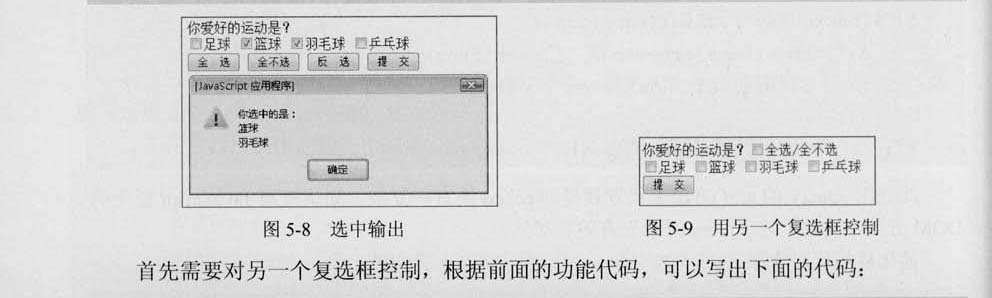 你爱好的运动是？
足球 篮球 羽毛球 乒乓球
全 选 全不选 反 选 提 交
[JavaScript 应用程序]
你选中的是：
篮球
羽毛球
确定
图 5-8 选中输出
你爱好的运动是？ 全选/全不选
足球 篮球 羽毛球 乒乓球
提 交
图 5-9 用另一个复选框控制
首先需要对另一个复选框控制，根据前面的功能代码，可以写出下面的代码：